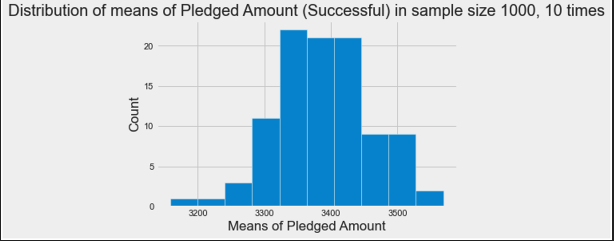 Distribution of means of Pledged Amount (Successful) in sample size 1000, 10 times
20
15
10
5
0
Count
3200 3300 3400 3500
Means of Pledged Amount